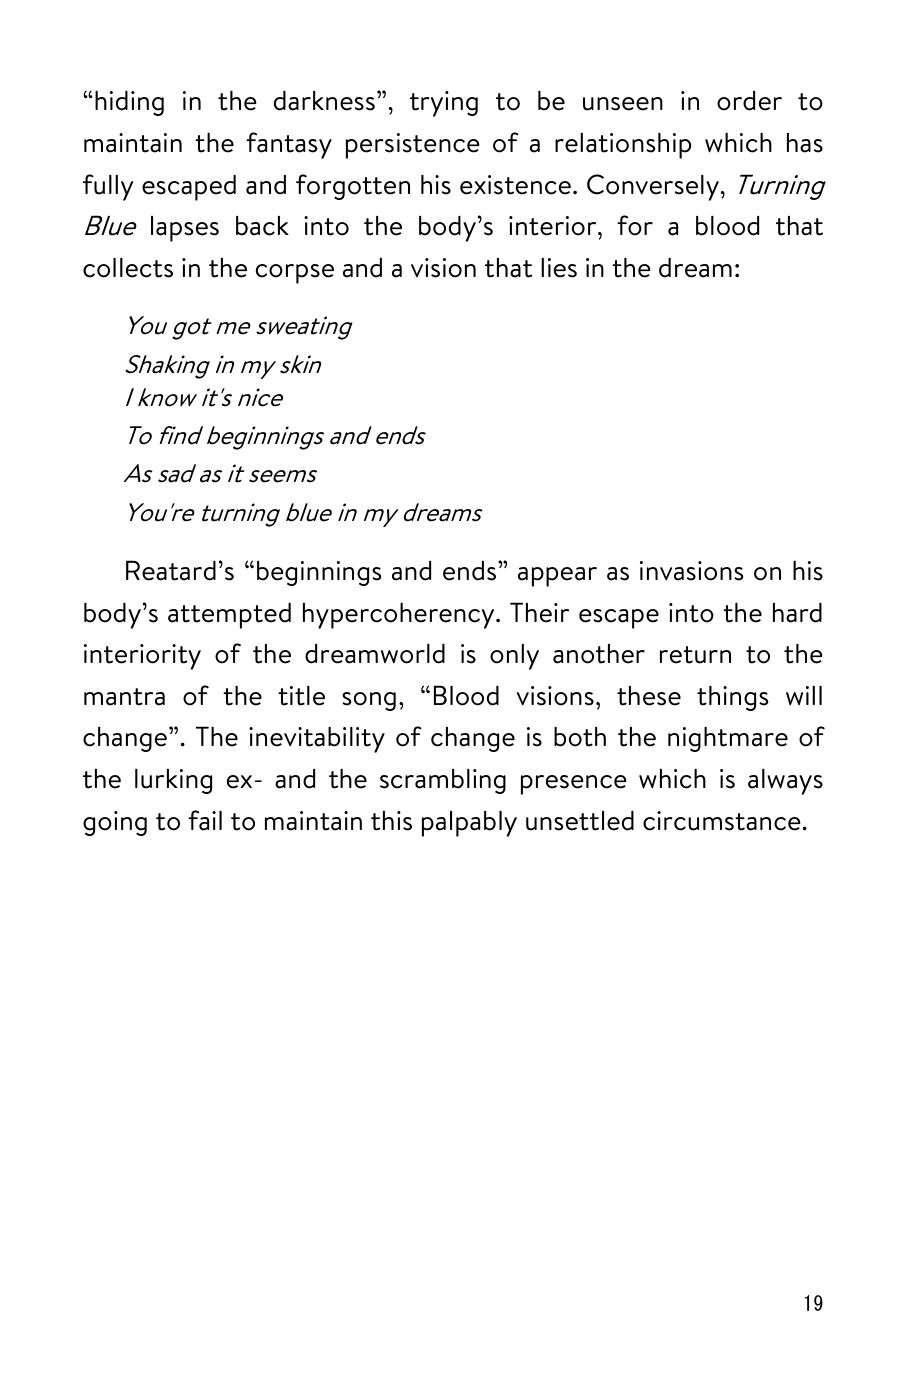 “hiding in the darkness”, trying to be unseen in order to
maintain the fantasy persistence of a relationship which has
fully escaped and forgotten his existence. Conversely, Turning
Blue lapses back into the body’s interior, for a blood that
collects in the corpse and a vision that lies in the dream:
You got me sweating
Shaking in my skin
I know it's nice
To find beginnings and ends
As sad as it seems
You're turning blue in my dreams
Reatard’s “beginnings and ends” appear as invasions on his
body’s attempted hypercoherency. Their escape into the hard
interiority of the dreamworld is only another return to the
mantra of the title song, “Blood visions, these things will
change”. The inevitability of change is both the nightmare of
the lurking ex- and the scrambling presence which is always
going to fail to maintain this palpably unsettled circumstance.
19